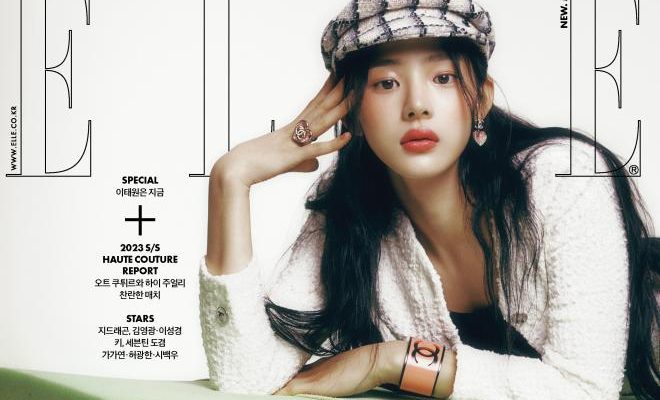 ELLE
WWW.ELLE.CO.KR
NEW.
SPECIAL
이태원은 지금
+
2023 S/S
HAUTE COUTURE
REPORT
오트 쿠튀르와 하이 주얼리
찬란한 매치
STARS
지드래곤, 김영광·이성경
키, 세븐틴 도겸
가가연·허광한·시백우
®